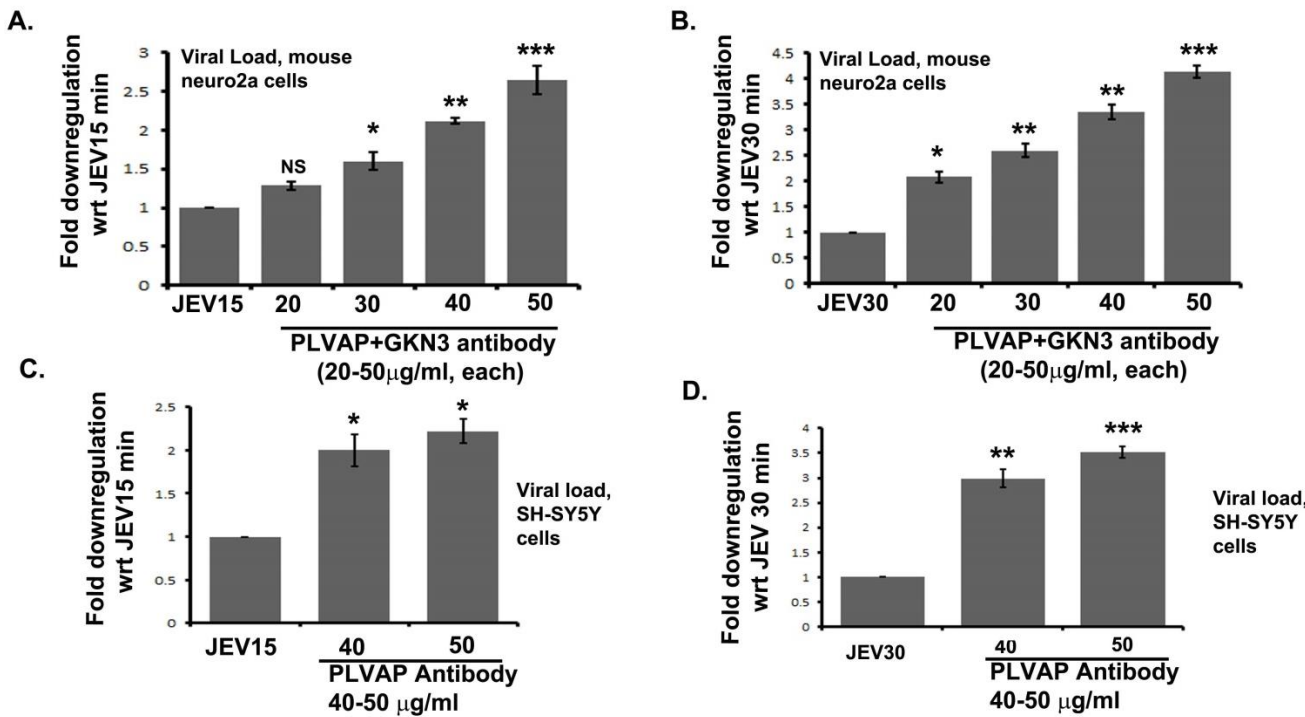 A.
Fold downregulation
wrt JEV15 min
Viral Load, mouse
neuro2a cells
3
2.5
2
1.5
1
0.5
0
NS
*
**
***
JEV15 20 30 40 50
PLVAP+GKN3 antibody
(20-50μg/ml, each)
B.
Fold downregulation
wrt JEV30 min
Viral Load, mouse
neuro2a cells
4.5
4
3.5
3
2.5
2
1.5
1
0.5
0
*
**
**
***
JEV30 20 30 40 50
PLVAP+GKN3 antibody
(20-50μg/ml, each)
C.
Fold downregulation
wrt JEV15 min
2.5
2
1.5
1
0.5
0
*
*
Viral load,
SH-SY5Y
cells
JEV15 40 50
PLVAP Antibody
40-50 μg/ml
D.
Fold downregulation
wrt JEV 30 min
4
3.5
3
2.5
2
1.5
1
0.5
0
**
***
Viral load,
SH-SY5Y
cells
JEV30 40 50
PLVAP Antibody
40-50 μg/ml